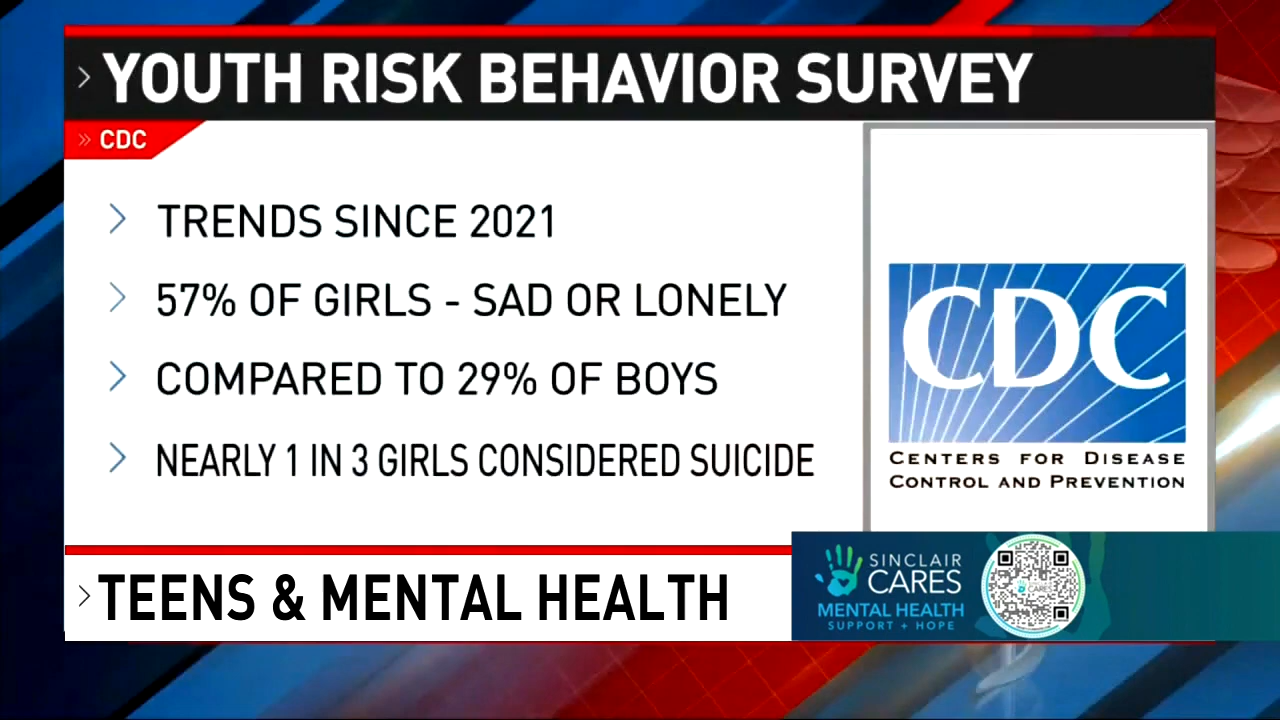 YOUTH RISK BEHAVIOR SURVEY
CDC
TRENDS SINCE 2021
57% OF GIRLS - SAD OR LONELY
COMPARED TO 29% OF BOYS
NEARLY 1 IN 3 GIRLS CONSIDERED SUICIDE
CDC
CENTERS FOR DISEASE
CONTROL AND PREVENTION
TEENS & MENTAL HEALTH
SINCLAIR
CARES
MENTAL HEALTH
SUPPORT + HOPE
CARES